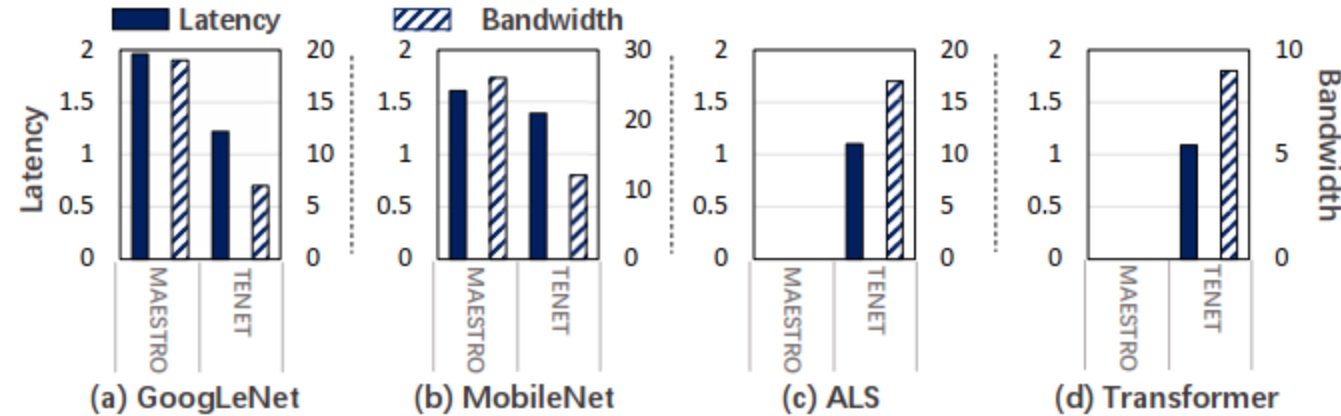 Latency Bandwidth
2 20 2 30 2 20 2 10
1.5 15 1.5 20 1.5 15 1.5
1 10 1 10 1 10 1 5
0.5 5 0.5 0.5 5 0.5
0 0 0 0 0 0 0 0
Latency
Bandwidth
MAESTRO TENET MAESTRO TENET MAESTRO TENET MAESTRO TENET
(a) GoogLeNet (b) MobileNet (c) ALS (d) Transformer